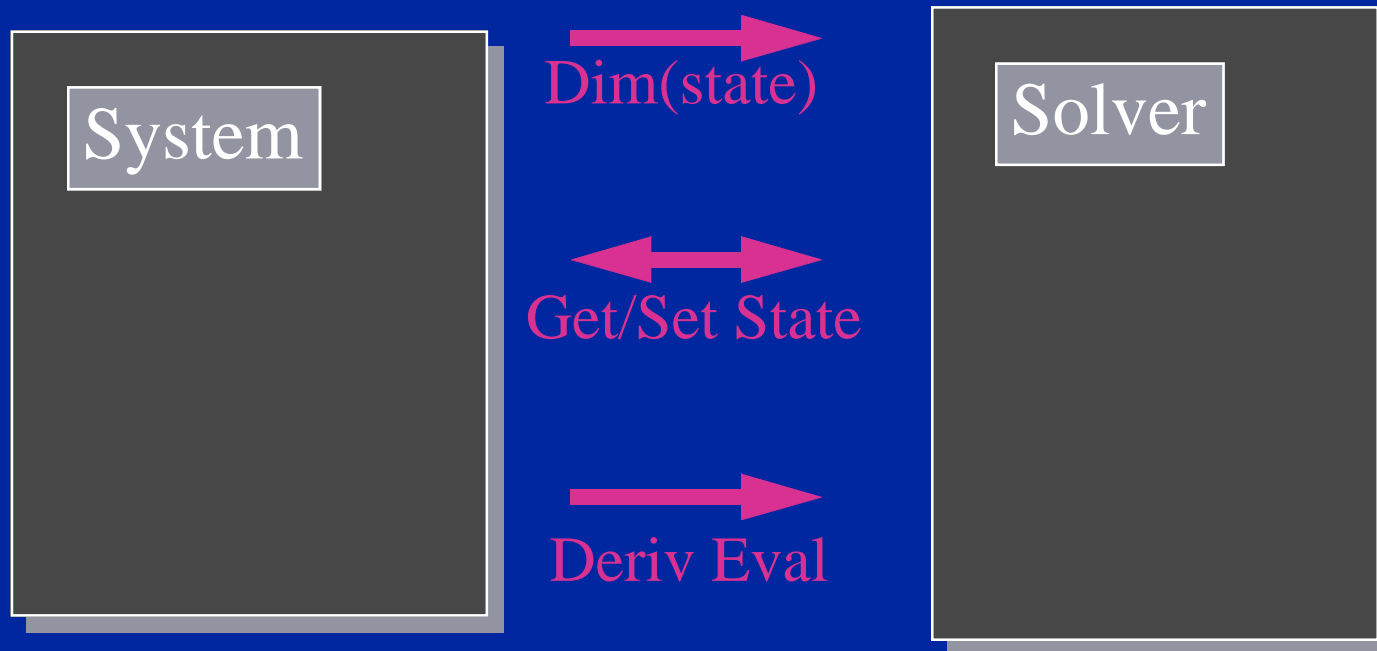 System
Dim(state)
Solver
Get/Set State
Deriv Eval